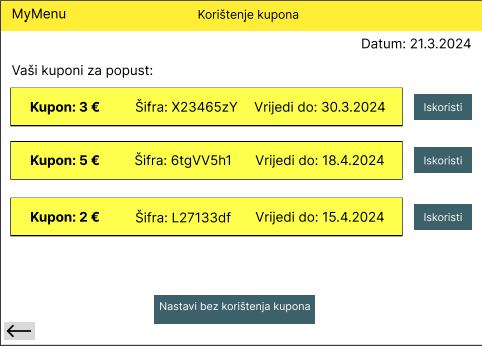 MyMenu Korištenje kupona
Datum: 21.3.2024
Vaši kuponi za popust:
Kupon: 3 € Šifra: X23465zY Vrijedi do: 30.3.2024 Iskoristi
Kupon: 5 € Šifra: 6tgVV5h1 Vrijedi do: 18.4.2024 Iskoristi
Kupon: 2 € Šifra: L27133df Vrijedi do: 15.4.2024 Iskoristi
Nastavi bez korištenja kupona